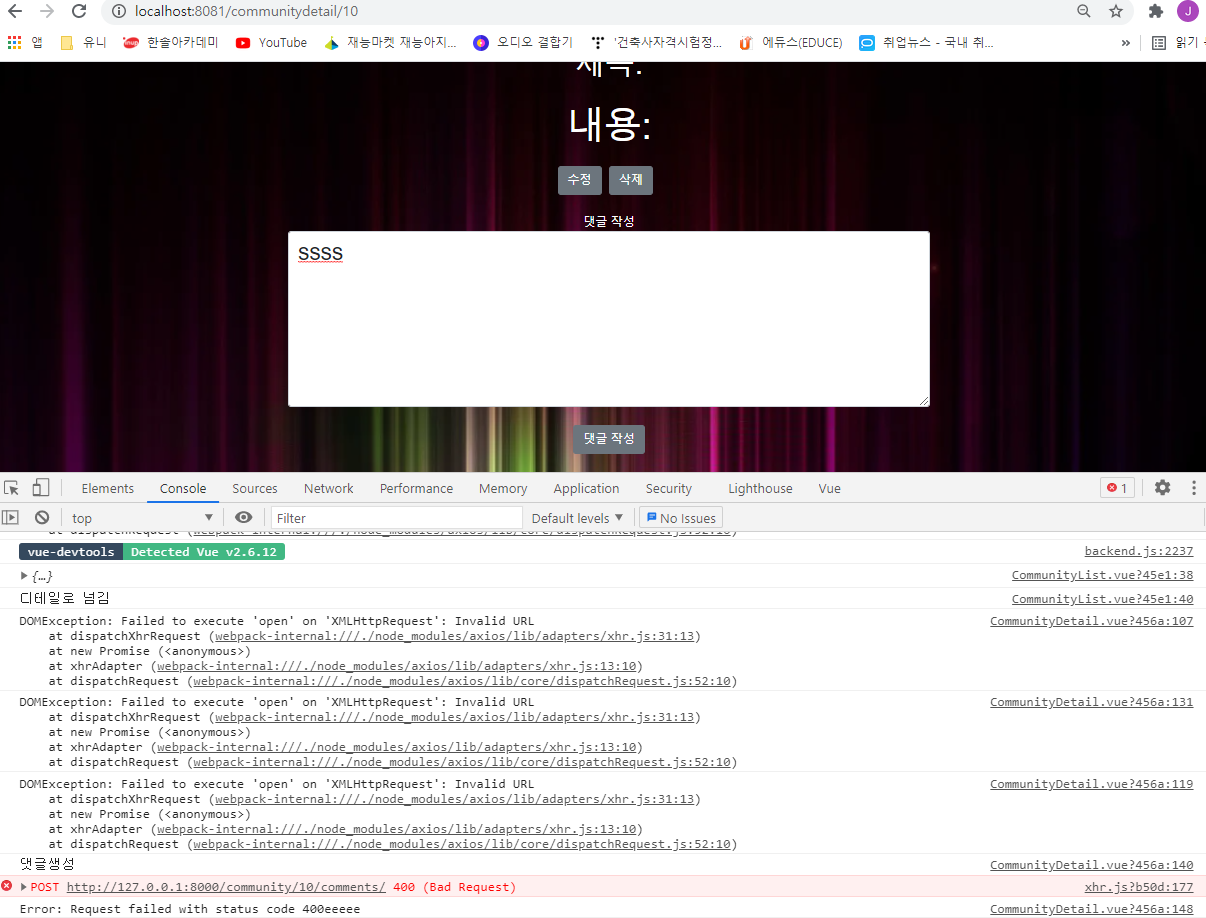 localhost:8081/communitydetail/10
J
앱 유니 한솔아카데미 YouTube 재능마켓 재능아지... 오디오 결합기 '건축사자격시험정... 에듀스(EDUCE) 취업뉴스 - 국내 취... » 읽기
제목:
내용:
수정 삭제
댓글 작성
SSSS
댓글 작성
Elements Console Sources Network Performance Memory Application Security Lighthouse Vue 1
top Filter Default levels No Issues
at dispatchRequest (webpack-internal:///./node_modules/axios/lib/core/dispatchRequest.js:52:10)
vue-devtools Detected Vue v2.6.12 backend.js:2237
{…} CommunityList.vue?45e1:38
디테일로 넘김 CommunityList.vue?45e1:40
DOMException: Failed to execute 'open' on 'XMLHttpRequest': Invalid URL CommunityDetail.vue?456a:107
at dispatchXhrRequest (webpack-internal:///./node_modules/axios/lib/adapters/xhr.js:31:13)
at new Promise (<anonymous>)
at xhrAdapter (webpack-internal:///./node_modules/axios/lib/adapters/xhr.js:13:10)
at dispatchRequest (webpack-internal:///./node_modules/axios/lib/core/dispatchRequest.js:52:10)
DOMException: Failed to execute 'open' on 'XMLHttpRequest': Invalid URL CommunityDetail.vue?456a:131
at dispatchXhrRequest (webpack-internal:///./node_modules/axios/lib/adapters/xhr.js:31:13)
at new Promise (<anonymous>)
at xhrAdapter (webpack-internal:///./node_modules/axios/lib/adapters/xhr.js:13:10)
at dispatchRequest (webpack-internal:///./node_modules/axios/lib/core/dispatchRequest.js:52:10)
DOMException: Failed to execute 'open' on 'XMLHttpRequest': Invalid URL CommunityDetail.vue?456a:119
at dispatchXhrRequest (webpack-internal:///./node_modules/axios/lib/adapters/xhr.js:31:13)
at new Promise (<anonymous>)
at xhrAdapter (webpack-internal:///./node_modules/axios/lib/adapters/xhr.js:13:10)
at dispatchRequest (webpack-internal:///./node_modules/axios/lib/core/dispatchRequest.js:52:10)
댓글생성 CommunityDetail.vue?456a:140
POST http://127.0.0.1:8000/community/10/comments/ 400 (Bad Request) xhr.js?b50d:177
Error: Request failed with status code 400eeeee CommunityDetail.vue?456a:148